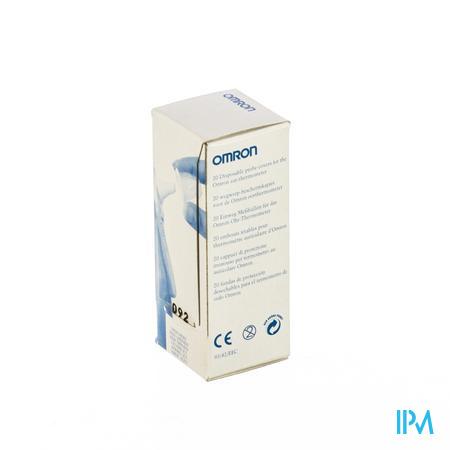 OMRON
OMRON
20 Disposable probe covers for the
Omron ear thermometer
20 wegwerp-beschermkapjes
voor de Omron oorthermometer
20 Einweg Meßhüllen für das
Omron Ohr-Thermometer
20 embouts jetables pour
thermomètre auriculaire d'Omron
20 cappucci di protezione
monouso per termometro
auricolare Omron
20 fundas de protección
desechables para el termómetro de
oído Omron
092
CE
93/42/EEC
IPM